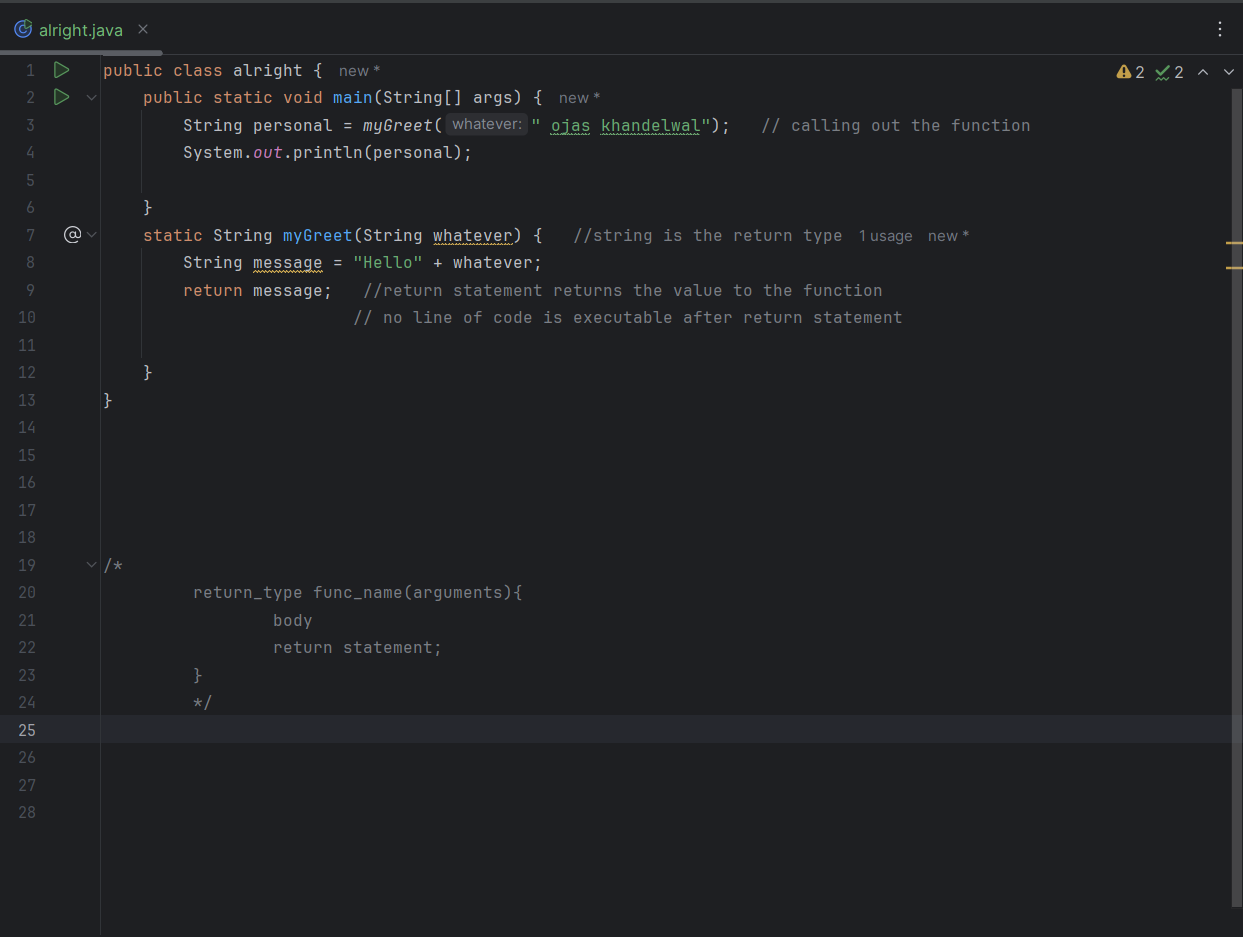 alright.java
1 public class alright { new *
2 public static void main(String[] args) { new *
3 String personal = myGreet( whatever: " ojas khandelwal"); // calling out the function
4 System.out.println(personal);
5
6 }
7 @ static String myGreet(String whatever) { //string is the return type 1 usage new *
8 String message = "Hello" + whatever;
9 return message; //return statement returns the value to the function
10 // no line of code is executable after return statement
11
12 }
13 }
14
15
16
17
18
19 /*
20 return_type func_name(arguments){
21 body
22 return statement;
23 }
24 */
25
26
27
28
2 2